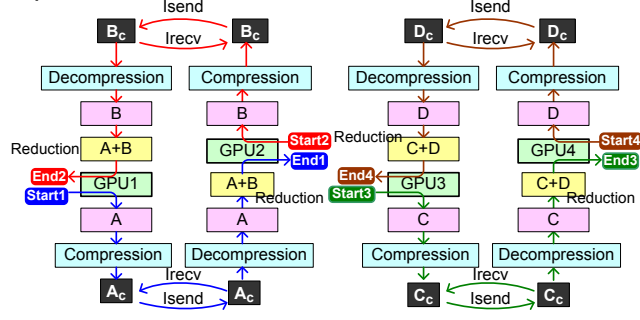 Isend
Isend
Bc
Bc
Dc
Dc
Irecv
Irecv
Decompression
Compression
Decompression
Compression
B
B
D
D
Start2
Start4
Reduction
A+B
GPU2
Reduction
C+D
GPU4
End1
End3
End2
GPU1
A+B
End4
GPU3
C+D
Start1
Reduction
Start3
Reduction
A
A
C
C
Compression
Decompression
Compression
Decompression
Irecv
Irecv
Ac
Ac
Cc
Cc
Isend
Isend